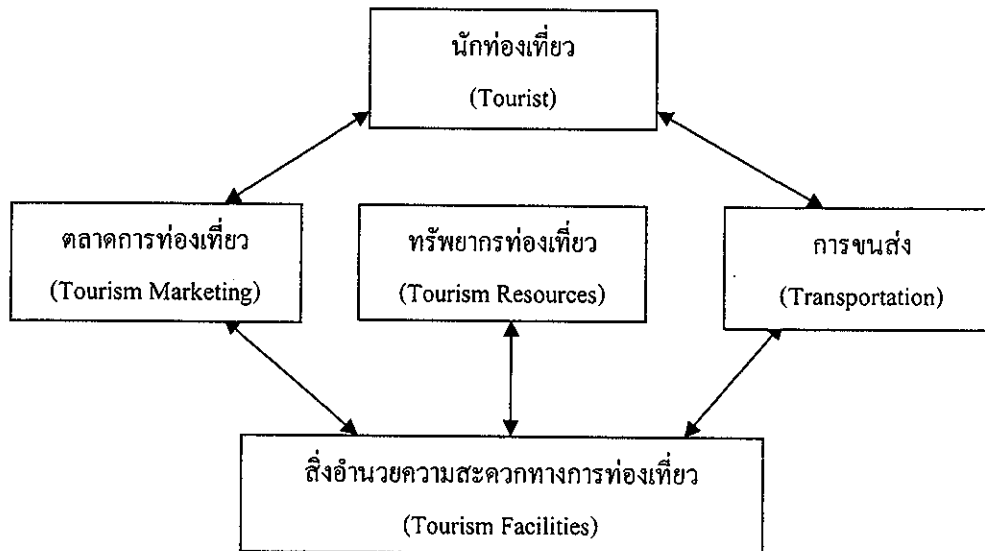 นักท่องเที่ยว
(Tourist)
ตลาดการท่องเที่ยว
(Tourism Marketing)
ทรัพยากรท่องเที่ยว
(Tourism Resources)
การขนส่ง
(Transportation)
สิ่งอำนวยความสะดวกทางการท่องเที่ยว
(Tourism Facilities)